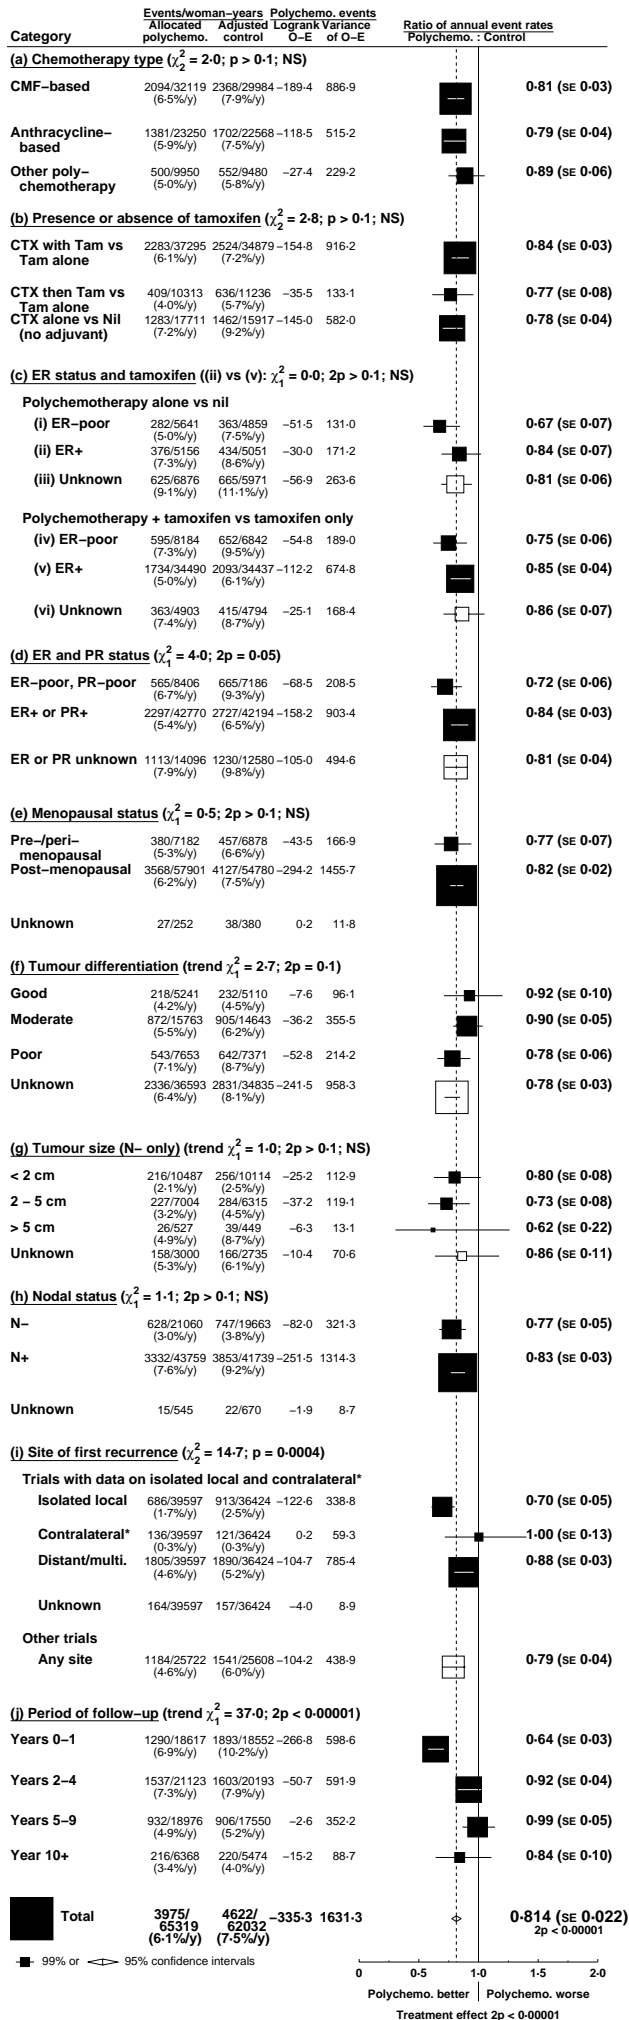 Events/woman−years Polychemo. events
Allocated Adjusted Logrank Variance Ratio of annual event rates
Category polychemo. control O−E of O−E Polychemo. : Control
(a) Chemotherapy type (χ²₂ = 2·0; p > 0·1; NS)
CMF−based 2094/32119 2368/29984 −189·4 886·9 0·81 (SE 0·03)
(6·5%/y) (7·9%/y)
Anthracycline− 1381/23250 1702/22568 −118·5 515·2 0·79 (SE 0·04)
based (5·9%/y) (7·5%/y)
Other poly− 500/9950 552/9480 −27·4 229·2 0·89 (SE 0·06)
chemotherapy (5·0%/y) (5·8%/y)
(b) Presence or absence of tamoxifen (χ²₂ = 2·8; p > 0·1; NS)
CTX with Tam vs 2283/37295 2524/34879 −154·8 916·2 0·84 (SE 0·03)
Tam alone (6·1%/y) (7·2%/y)
CTX then Tam vs 409/10313 636/11236 −35·5 133·1 0·77 (SE 0·08)
Tam alone (4·0%/y) (5·7%/y)
CTX alone vs Nil 1283/17711 1462/15917 −145·0 582·0 0·78 (SE 0·04)
(no adjuvant) (7·2%/y) (9·2%/y)
(c) ER status and tamoxifen ((ii) vs (v): χ²₁ = 0·0; 2p > 0·1; NS)
Polychemotherapy alone vs nil
(i) ER−poor 282/5641 363/4859 −51·5 131·0 0·67 (SE 0·07)
(5·0%/y) (7·5%/y)
(ii) ER+ 376/5156 434/5051 −30·0 171·2 0·84 (SE 0·07)
(7·3%/y) (8·6%/y)
(iii) Unknown 625/6876 665/5971 −56·9 263·6 0·81 (SE 0·06)
(9·1%/y) (11·1%/y)
Polychemotherapy + tamoxifen vs tamoxifen only
(iv) ER−poor 595/8184 652/6842 −54·8 189·0 0·75 (SE 0·06)
(7·3%/y) (9·5%/y)
(v) ER+ 1734/34490 2093/34437 −112·2 674·8 0·85 (SE 0·04)
(5·0%/y) (6·1%/y)
(vi) Unknown 363/4903 415/4794 −25·1 168·4 0·86 (SE 0·07)
(7·4%/y) (8·7%/y)
(d) ER and PR status (χ²₁ = 4·0; 2p = 0·05)
ER−poor, PR−poor 565/8406 665/7186 −68·5 208·5 0·72 (SE 0·06)
(6·7%/y) (9·3%/y)
ER+ or PR+ 2297/42770 2727/42194 −158·2 903·4 0·84 (SE 0·03)
(5·4%/y) (6·5%/y)
ER or PR unknown 1113/14096 1230/12580 −105·0 494·6 0·81 (SE 0·04)
(7·9%/y) (9·8%/y)
(e) Menopausal status (χ²₁ = 0·5; 2p > 0·1; NS)
Pre−/peri− 380/7182 457/6878 −43·5 166·9 0·77 (SE 0·07)
menopausal (5·3%/y) (6·6%/y)
Post−menopausal 3568/57901 4127/54780 −294·2 1455·7 0·82 (SE 0·02)
(6·2%/y) (7·5%/y)
Unknown 27/252 38/380 0·2 11·8
(f) Tumour differentiation (trend χ²₁ = 2·7; 2p = 0·1)
Good 218/5241 232/5110 −7·6 96·1 0·92 (SE 0·10)
(4·2%/y) (4·5%/y)
Moderate 872/15763 905/14643 −36·2 355·5 0·90 (SE 0·05)
(5·5%/y) (6·2%/y)
Poor 543/7653 642/7371 −52·8 214·2 0·78 (SE 0·06)
(7·1%/y) (8·7%/y)
Unknown 2336/36593 2831/34835 −241·5 958·3 0·78 (SE 0·03)
(6·4%/y) (8·1%/y)
(g) Tumour size (N− only) (trend χ²₁ = 1·0; 2p > 0·1; NS)
< 2 cm 216/10487 256/10114 −25·2 112·9 0·80 (SE 0·08)
(2·1%/y) (2·5%/y)
2 − 5 cm 227/7004 284/6315 −37·2 119·1 0·73 (SE 0·08)
(3·2%/y) (4·5%/y)
> 5 cm 26/527 39/449 −6·3 13·1 0·62 (SE 0·22)
(4·9%/y) (8·7%/y)
Unknown 158/3000 166/2735 −10·4 70·6 0·86 (SE 0·11)
(5·3%/y) (6·1%/y)
(h) Nodal status (χ²₁ = 1·1; 2p > 0·1; NS)
N− 628/21060 747/19663 −82·0 321·3 0·77 (SE 0·05)
(3·0%/y) (3·8%/y)
N+ 3332/43759 3853/41739 −251·5 1314·3 0·83 (SE 0·03)
(7·6%/y) (9·2%/y)
Unknown 15/545 22/670 −1·9 8·7
(i) Site of first recurrence (χ²₂ = 14·7; p = 0·0004)
Trials with data on isolated local and contralateral*
Isolated local 686/39597 913/36424 −122·6 338·8 0·70 (SE 0·05)
(1·7%/y) (2·5%/y)
Contralateral* 136/39597 121/36424 0·2 59·3 1·00 (SE 0·13)
(0·3%/y) (0·3%/y)
Distant/multi. 1805/39597 1890/36424 −104·7 785·4 0·88 (SE 0·03)
(4·6%/y) (5·2%/y)
Unknown 164/39597 157/36424 −4·0 8·9
Other trials
Any site 1184/25722 1541/25608 −104·2 438·9 0·79 (SE 0·04)
(4·6%/y) (6·0%/y)
(j) Period of follow−up (trend χ²₁ = 37·0; 2p < 0·00001)
Years 0−1 1290/18617 1893/18552 −266·8 598·6 0·64 (SE 0·03)
(6·9%/y) (10·2%/y)
Years 2−4 1537/21123 1603/20193 −50·7 591·9 0·92 (SE 0·04)
(7·3%/y) (7·9%/y)
Years 5−9 932/18976 906/17550 −2·6 352·2 0·99 (SE 0·05)
(4·9%/y) (5·2%/y)
Year 10+ 216/6368 220/5474 −15·2 88·7 0·84 (SE 0·10)
(3·4%/y) (4·0%/y)
Total 3975/ 4622/ −335·3 1631·3 0·814 (SE 0·022)
65319 62032 2p < 0·00001
(6·1%/y) (7·5%/y)
99% or 95% confidence intervals
0 0·5 1·0 1·5 2·0
Polychemo. better Polychemo. worse
Treatment effect 2p < 0·00001